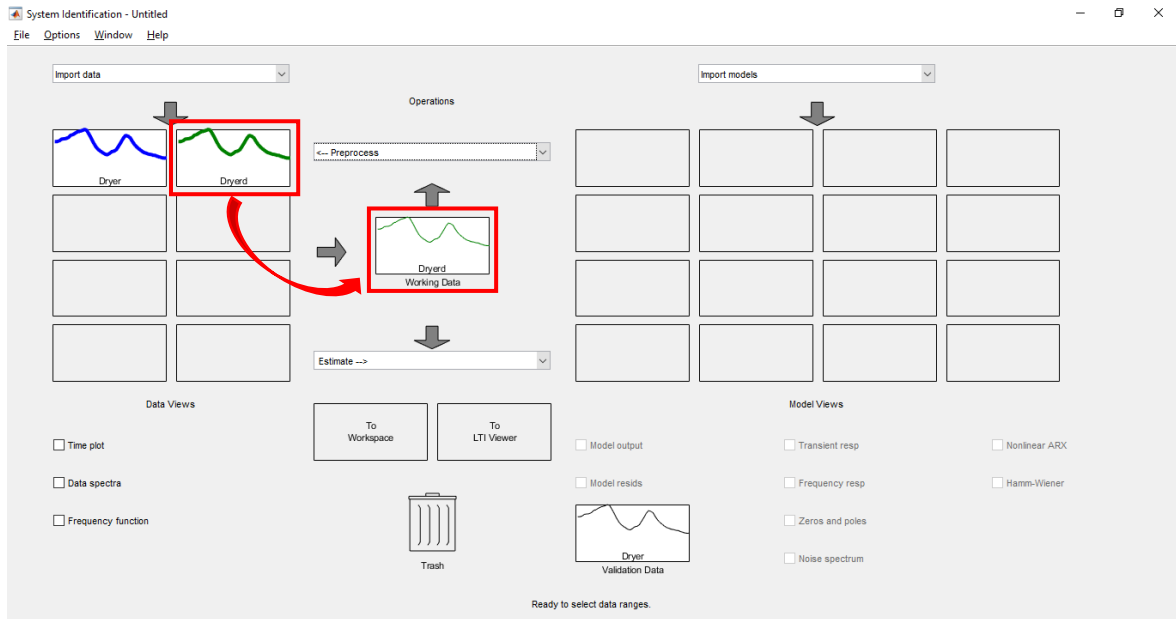 System Identification - Untitled
File Options Window Help
Import data
Import models
Operations
<-- Preprocess
Dryer
Dryerd
Dryerd
Working Data
Estimate -->
Data Views
Model Views
To
Workspace
To
LTI Viewer
Time plot
Data spectra
Frequency function
Model output
Transient resp
Nonlinear ARX
Model resids
Frequency resp
Hamm-Wiener
Zeros and poles
Noise spectrum
Trash
Dryer
Validation Data
Ready to select data ranges.